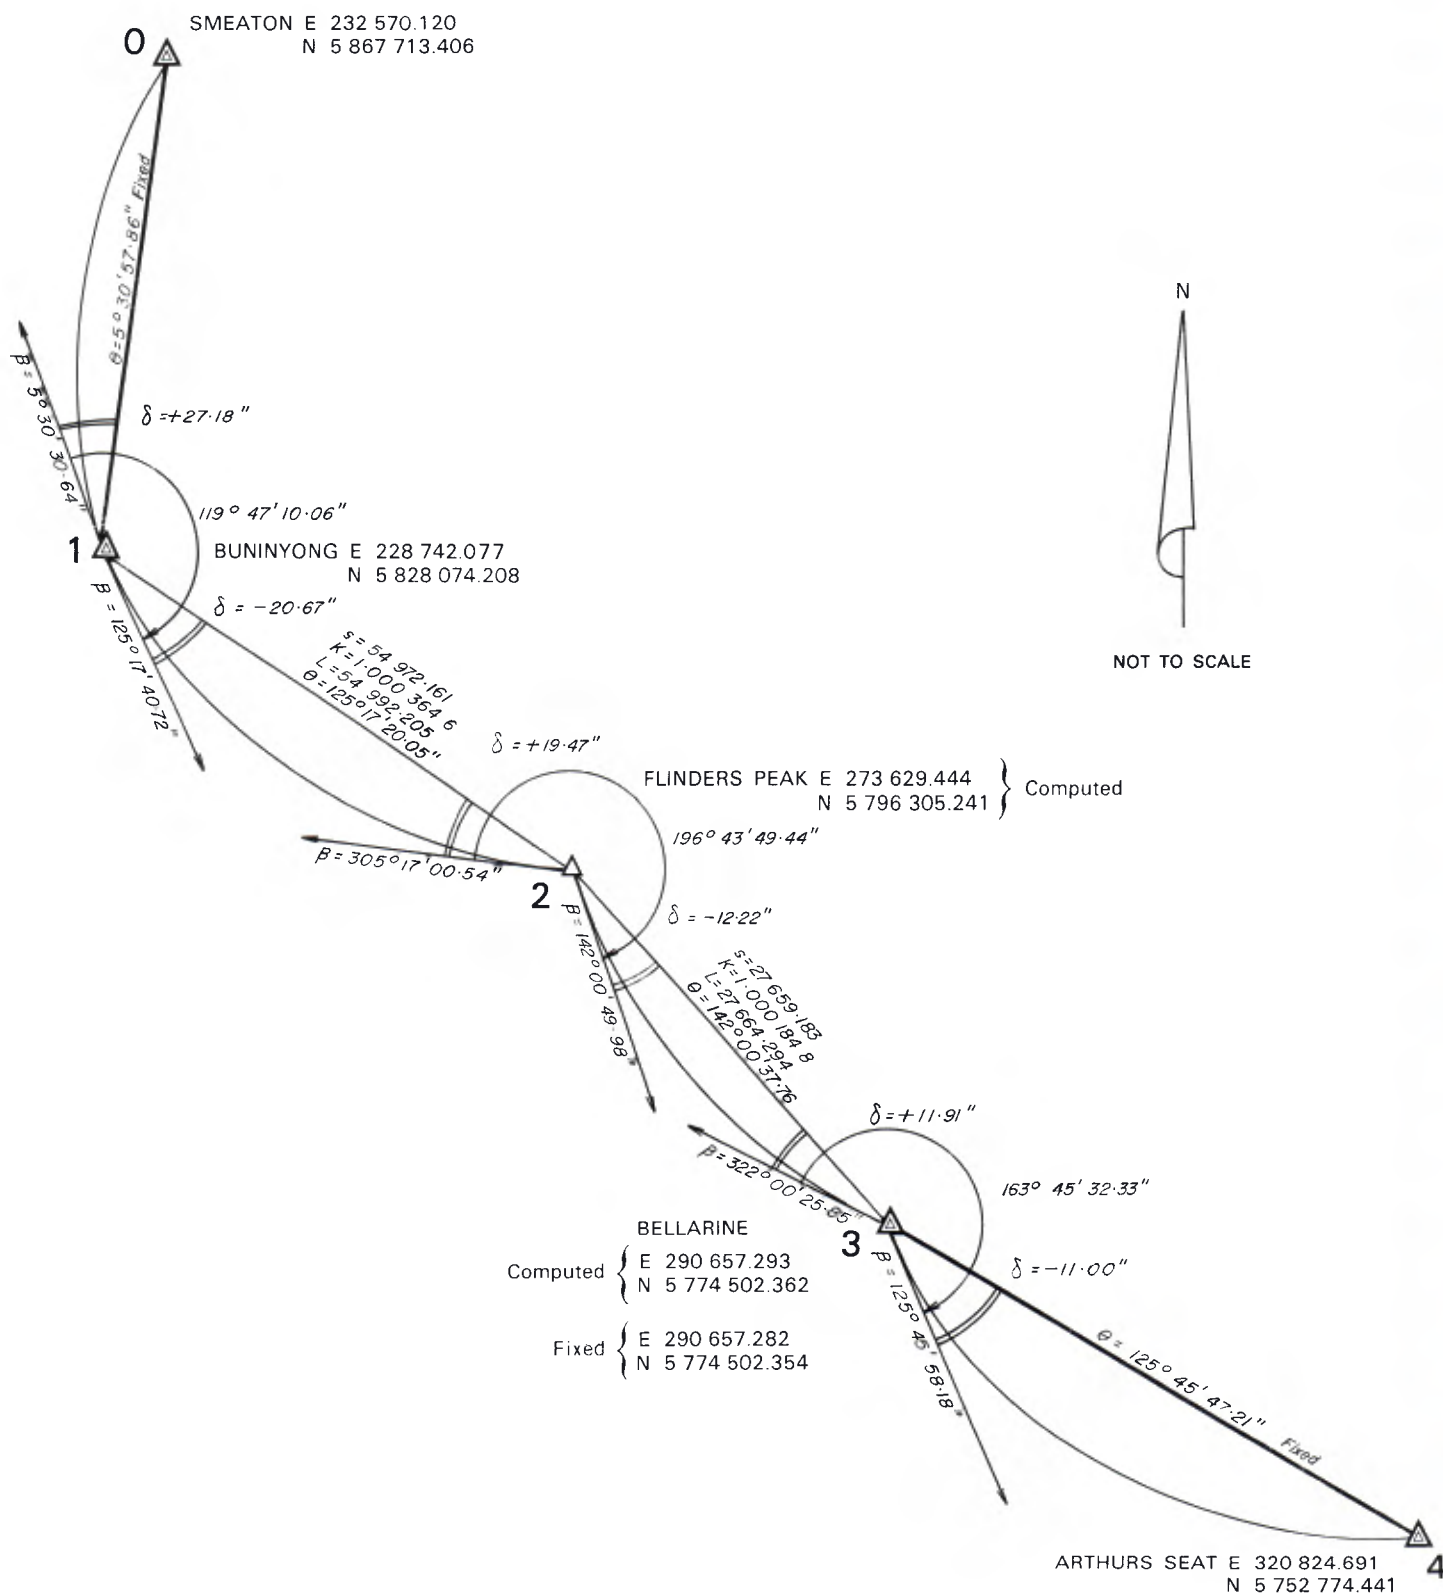 0
SMEATON E 232 570.120
N 5 867 713.406
θ=5° 30' 57·86" Fixed
N
β = 5° 30' 30·64"
δ =+27·18"
119° 47' 10·06"
1
BUNINYONG E 228 742.077
N 5 828 074.208
β = 125° 17' 40·72"
δ = -20·67"
s = 54 972·161
K = 1·000 364 6
L = 54 992·205
θ = 125° 17' 20·05"
NOT TO SCALE
δ = +19·47"
FLINDERS PEAK E 273 629.444
N 5 796 305.241
Computed
196° 43' 49·44"
β = 305° 17' 00·54"
2
β = 142° 00' 49·98"
δ = -12·22"
s = 27 659·183
K = 1·000 184 8
L = 27 664·294
θ = 142° 00' 37·76
δ = +11·91"
β = 322° 00' 25·85"
163° 45' 32·33"
BELLARINE
3
Computed
E 290 657.293
N 5 774 502.362
Fixed
E 290 657.282
N 5 774 502.354
β = 125° 45' 58·18"
δ = -11·00"
θ = 125° 45' 47·21" Fixed
ARTHURS SEAT E 320 824.691
N 5 752 774.441
4